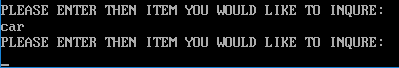 PLEASE ENTER THEN ITEM YOU WOULD LIKE TO INQURE:
car
PLEASE ENTER THEN ITEM YOU WOULD LIKE TO INQURE: